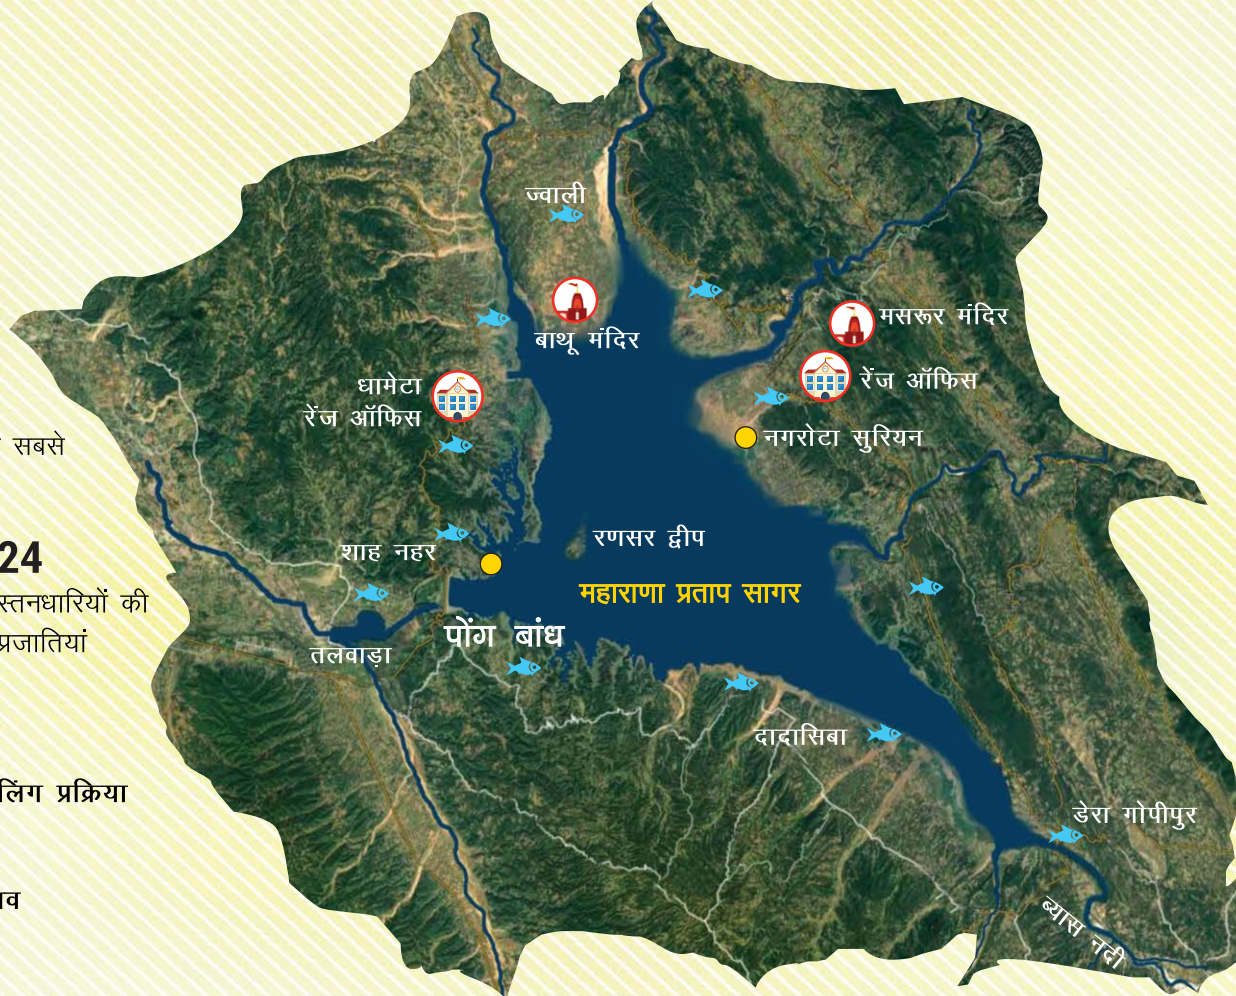 ज्वाली
बाथू मंदिर
मसरूर मंदिर
धामेटा
रेंज ऑफिस
रेंज ऑफिस
नगरोटा सुरियन
सबसे
24
स्तनधारियों की
प्रजातियां
शाह नहर
रणसर द्वीप
महाराणा प्रताप सागर
पोंग बांध
तलवाड़ा
दादासिबा
प्रक्रिया
डेरा गोपीपुर
ब्यास नदी